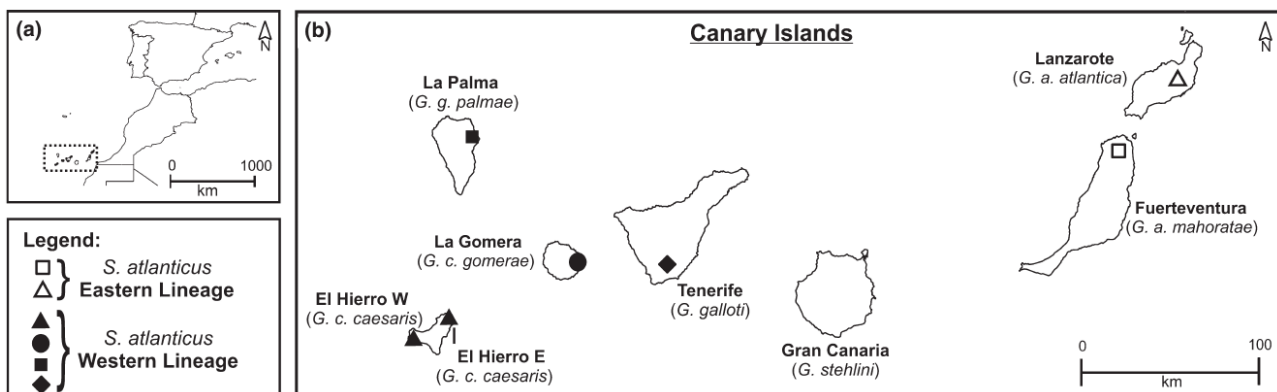 (a)
N
0 1000
km
Legend:
S. atlanticus
Eastern Lineage
S. atlanticus
Western Lineage
(b)
Canary Islands
N
La Palma
(G. g. palmae)
Lanzarote
(G. a. atlantica)
Fuerteventura
(G. a. mahoratae)
La Gomera
(G. c. gomerae)
Tenerife
(G. galloti)
El Hierro W
(G. c. caesaris)
El Hierro E
(G. c. caesaris)
Gran Canaria
(G. stehlini)
0 100
km